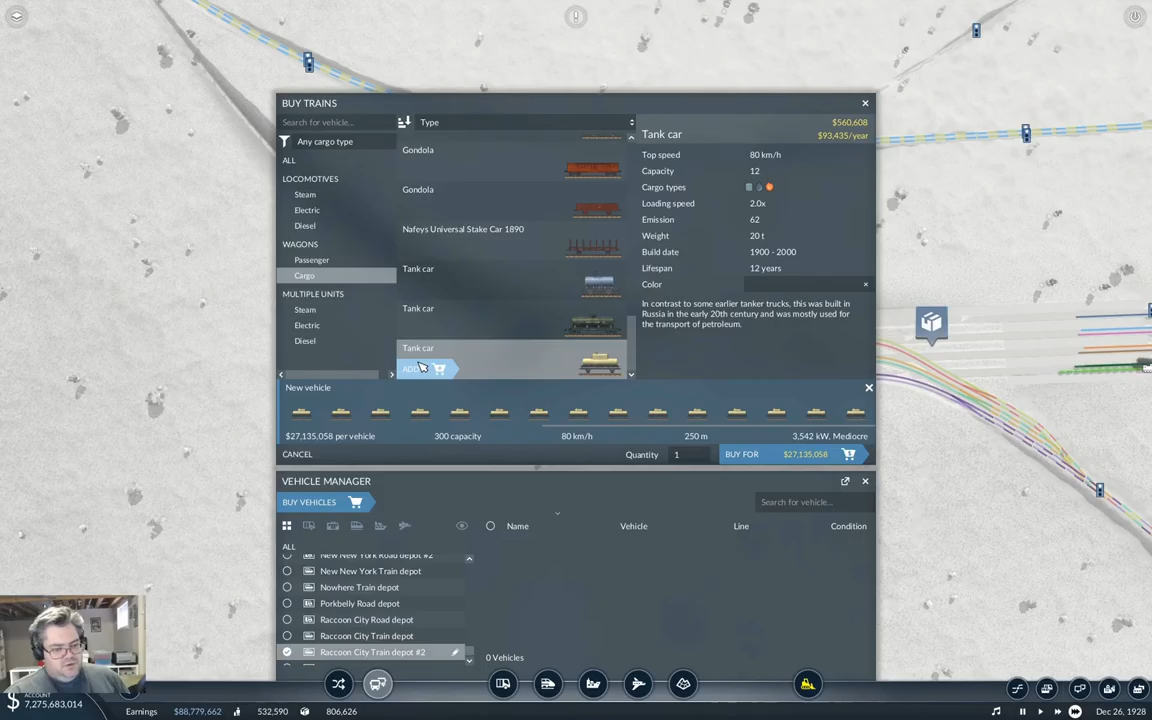 BUY TRAINS
Search for vehicle...
Type
Any cargo type
ALL
LOCOMOTIVES
Steam
Electric
Diesel
WAGONS
Passenger
Cargo
MULTIPLE UNITS
Steam
Electric
Diesel
Gondola
Gondola
Nafeys Universal Stake Car 1890
Tank car
Tank car
Tank car
Tank car
$560,608
$93,435/year
Top speed 80 km/h
Capacity 12
Cargo types
Loading speed 2.0x
Emission 62
Weight 20 t
Build date 1900 - 2000
Lifespan 12 years
Color
In contrast to some earlier tanker trucks, this was built in
Russia in the early 20th century and was mostly used for
the transport of petroleum.
New vehicle
$27,135,058 per vehicle 300 capacity 80 km/h 250 m 3,542 kW, Mediocre
CANCEL Quantity 1 BUY FOR $27,135,058
VEHICLE MANAGER
BUY VEHICLES
Search for vehicle...
Name Vehicle Line Condition
ALL
New New York Road depot #2
New New York Train depot
Nowhere Train depot
Porkbelly Road depot
Raccoon City Road depot
Raccoon City Train depot
Raccoon City Train depot #2
0 Vehicles
ACCOUNT
$ 7,275,683,014
Earnings $88,779,662 532,590 806,626
Dec 26, 1928